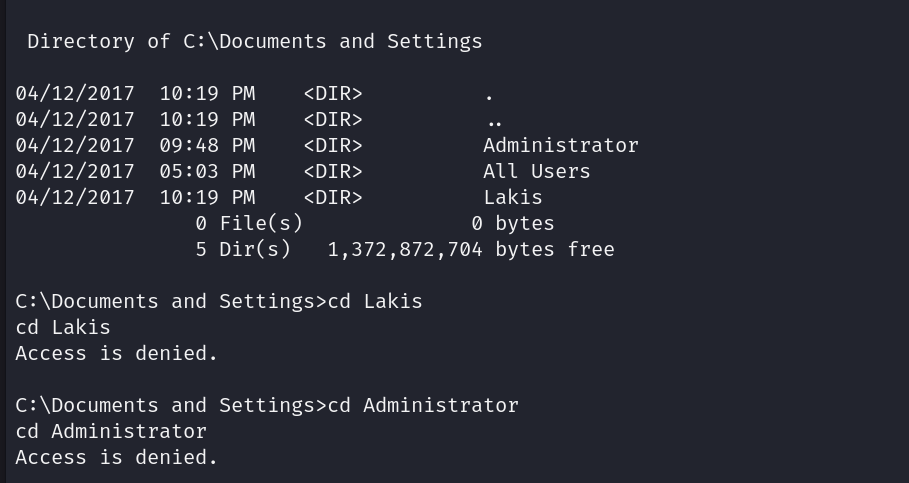 Directory of C:\Documents and Settings
04/12/2017  10:19 PM    <DIR>          .
04/12/2017  10:19 PM    <DIR>          ..
04/12/2017  09:48 PM    <DIR>          Administrator
04/12/2017  05:03 PM    <DIR>          All Users
04/12/2017  10:19 PM    <DIR>          Lakis
               0 File(s)              0 bytes
               5 Dir(s)   1,372,872,704 bytes free
C:\Documents and Settings>cd Lakis
cd Lakis
Access is denied.
C:\Documents and Settings>cd Administrator
cd Administrator
Access is denied.